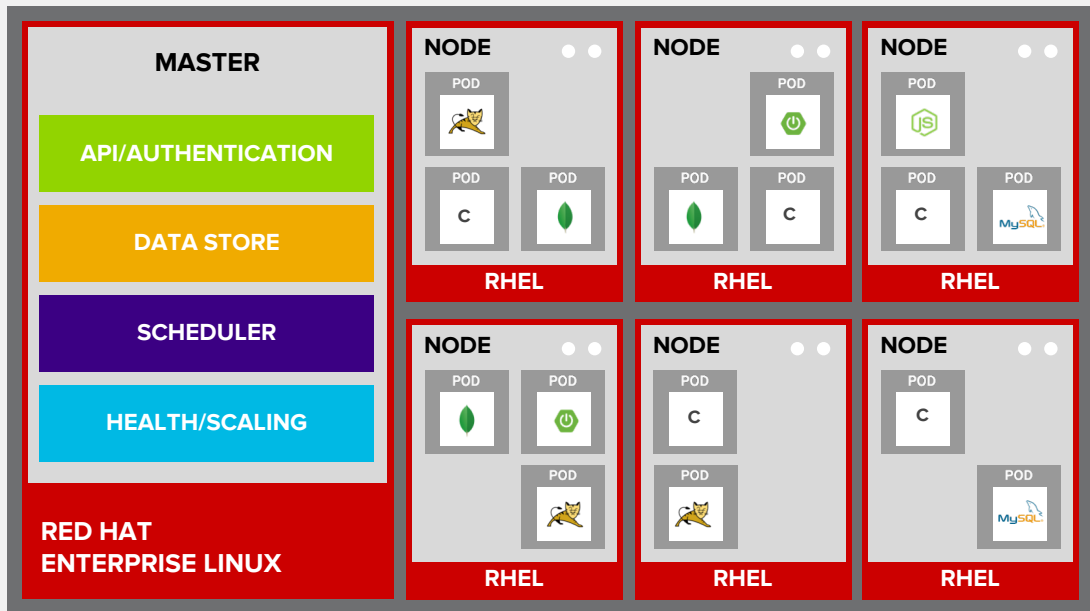 MASTER
API/AUTHENTICATION
DATA STORE
SCHEDULER
HEALTH/SCALING
RED HAT
ENTERPRISE LINUX
NODE
POD
POD
C
POD
RHEL
NODE
POD
POD
POD
C
RHEL
NODE
POD
JS
POD
C
POD
MySQL
RHEL
NODE
POD
POD
POD
RHEL
NODE
POD
C
POD
RHEL
NODE
POD
C
POD
MySQL
RHEL